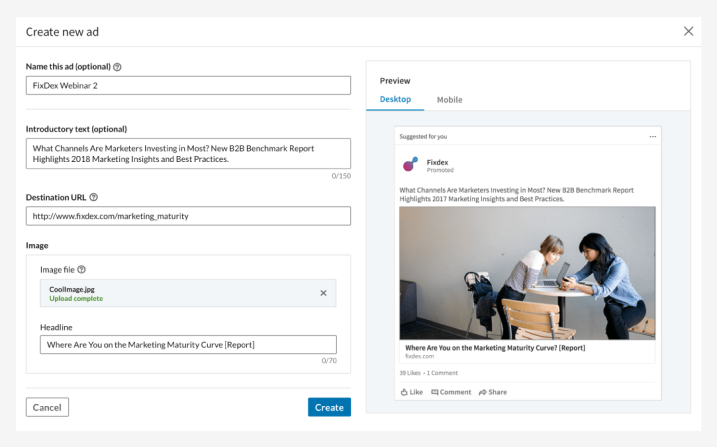 Create new ad
Name this ad (optional)
FixDex Webinar 2
Introductory text (optional)
What Channels Are Marketers Investing in Most? New B2B Benchmark Report
Highlights 2018 Marketing Insights and Best Practices.
0/150
Destination URL
http://www.fixdex.com/marketing_maturity
Image
Image file
CoolImage.jpg
Upload complete
Headline
Where Are You on the Marketing Maturity Curve [Report]
0/70
Cancel
Create
Preview
Desktop
Mobile
Suggested for you
Fixdex
Promoted
What Channels Are Marketers Investing in Most? New B2B Benchmark Report
Highlights 2017 Marketing Insights and Best Practices.
Where Are You on the Marketing Maturity Curve? [Report]
fixdex.com
39 Likes • 1 Comment
Like
Comment
Share